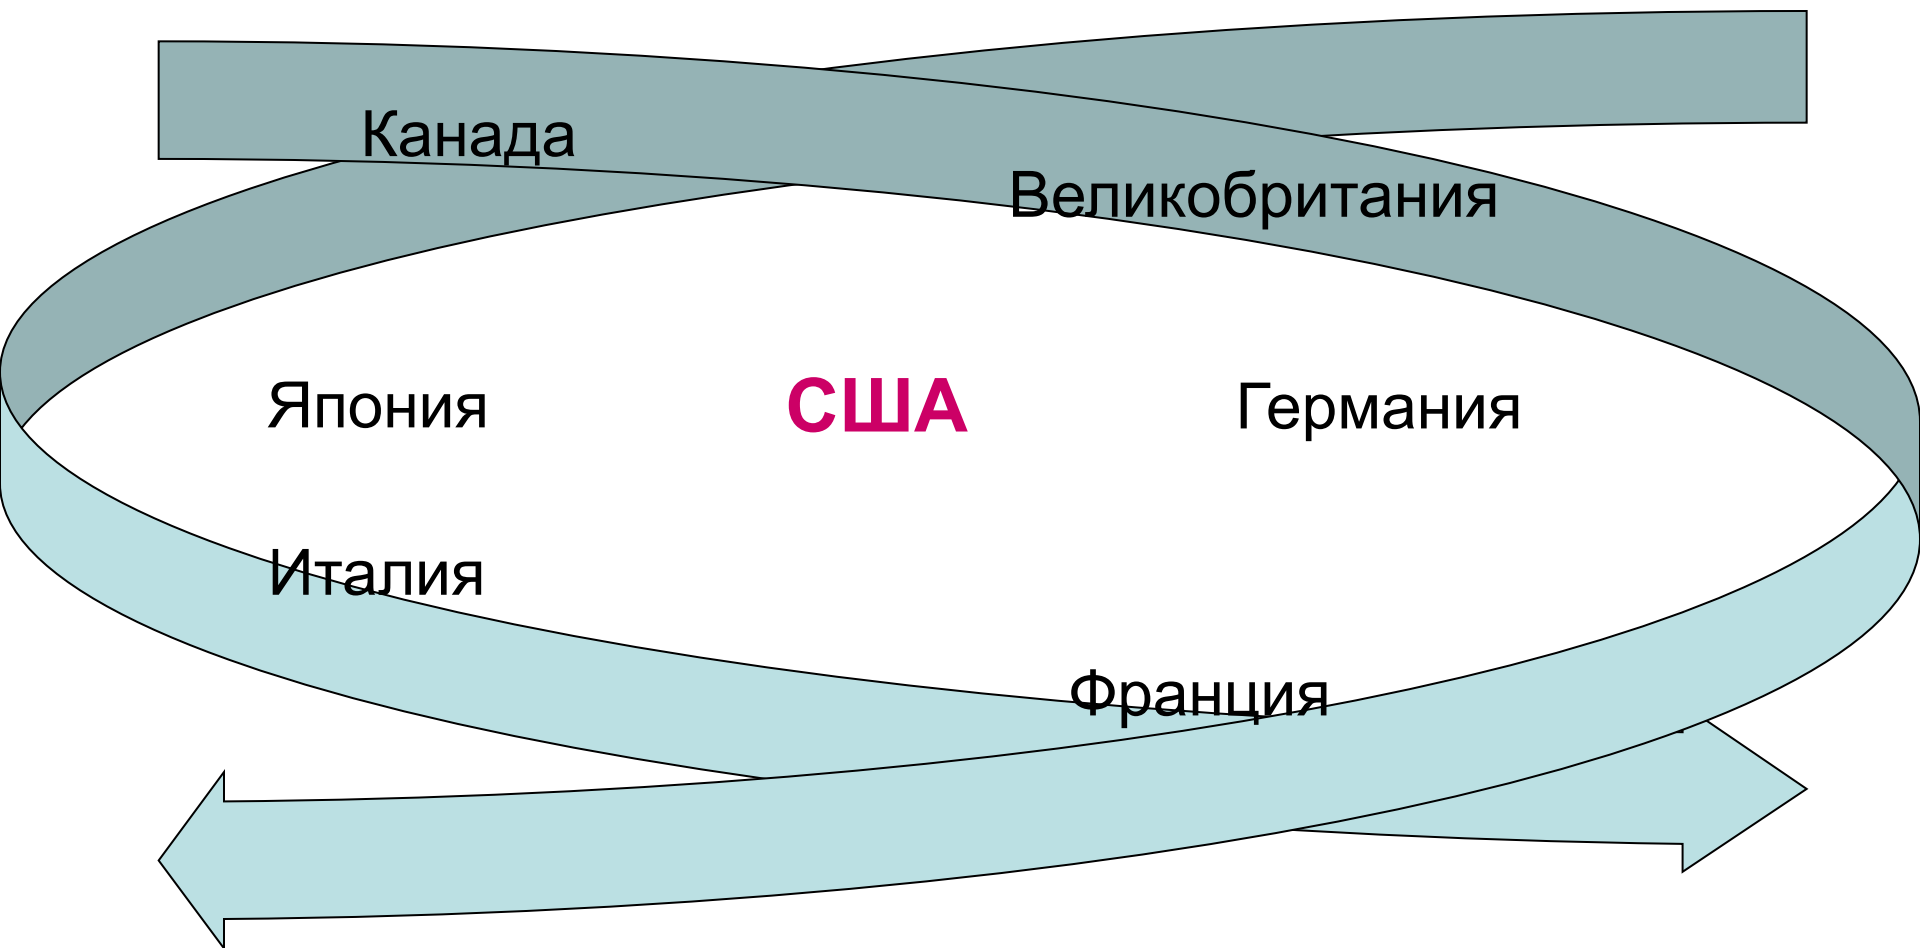 Канада
Великобритания
Япония
США
Германия
Италия
Франция